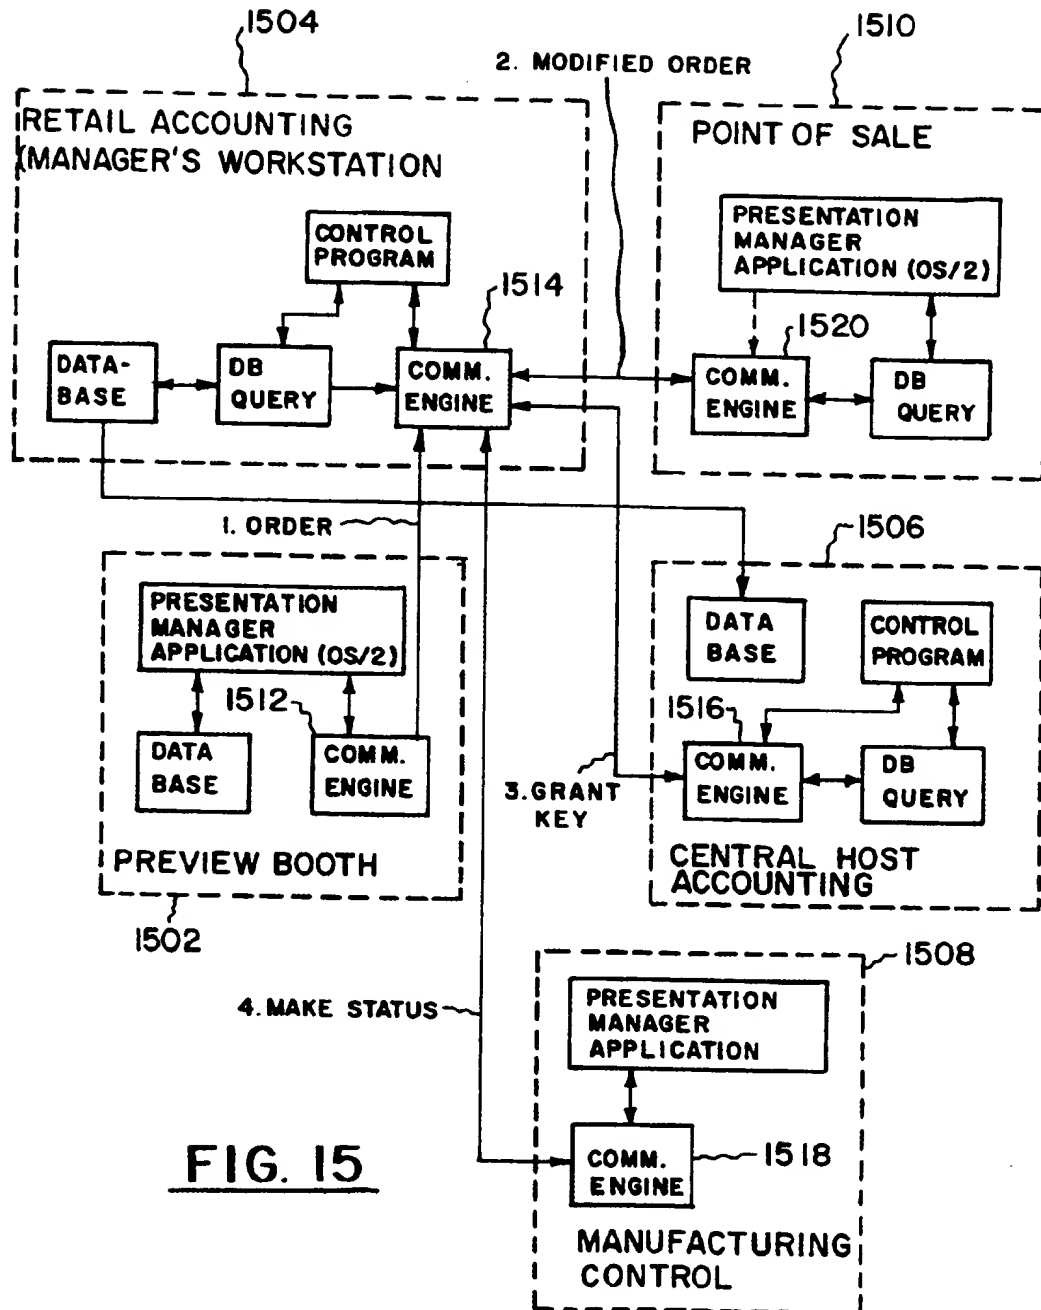 1504
1510
2. MODIFIED ORDER
RETAIL ACCOUNTING
(MANAGER'S WORKSTATION
POINT OF SALE
CONTROL
PROGRAM
PRESENTATION
MANAGER
APPLICATION (OS/2)
1514
1520
DATA-
BASE
DB
QUERY
COMM.
ENGINE
COMM.
ENGINE
DB
QUERY
1. ORDER
1506
PRESENTATION
MANAGER
APPLICATION (OS/2)
DATA
BASE
CONTROL
PROGRAM
1512
1516
DATA
BASE
COMM.
ENGINE
COMM.
ENGINE
DB
QUERY
3. GRANT
KEY
PREVIEW BOOTH
CENTRAL HOST
ACCOUNTING
1502
1508
4. MAKE STATUS
PRESENTATION
MANAGER
APPLICATION
COMM.
ENGINE
1518
FIG. 15
MANUFACTURING
CONTROL